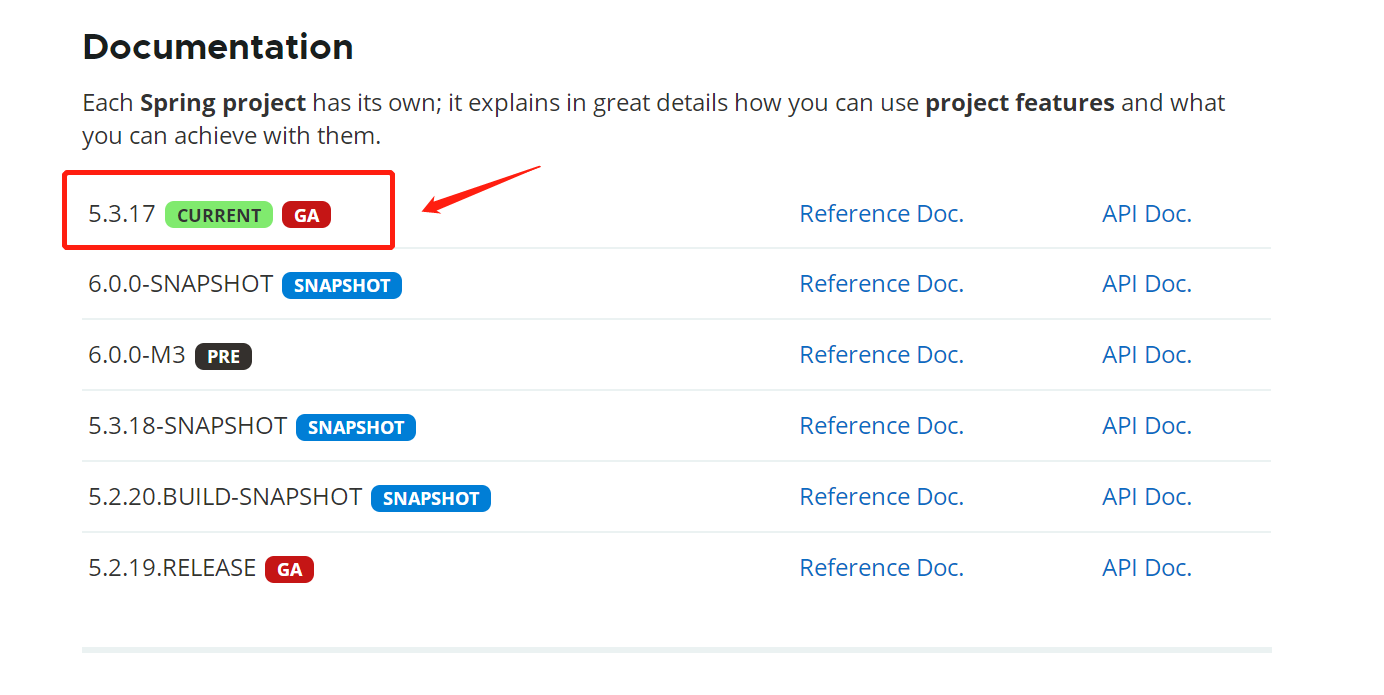 Documentation
Each Spring project has its own; it explains in great details how you can use project features and what
you can achieve with them.
5.3.17 CURRENT GA Reference Doc. API Doc.
6.0.0-SNAPSHOT SNAPSHOT Reference Doc. API Doc.
6.0.0-M3 PRE Reference Doc. API Doc.
5.3.18-SNAPSHOT SNAPSHOT Reference Doc. API Doc.
5.2.20.BUILD-SNAPSHOT SNAPSHOT Reference Doc. API Doc.
5.2.19.RELEASE GA Reference Doc. API Doc.